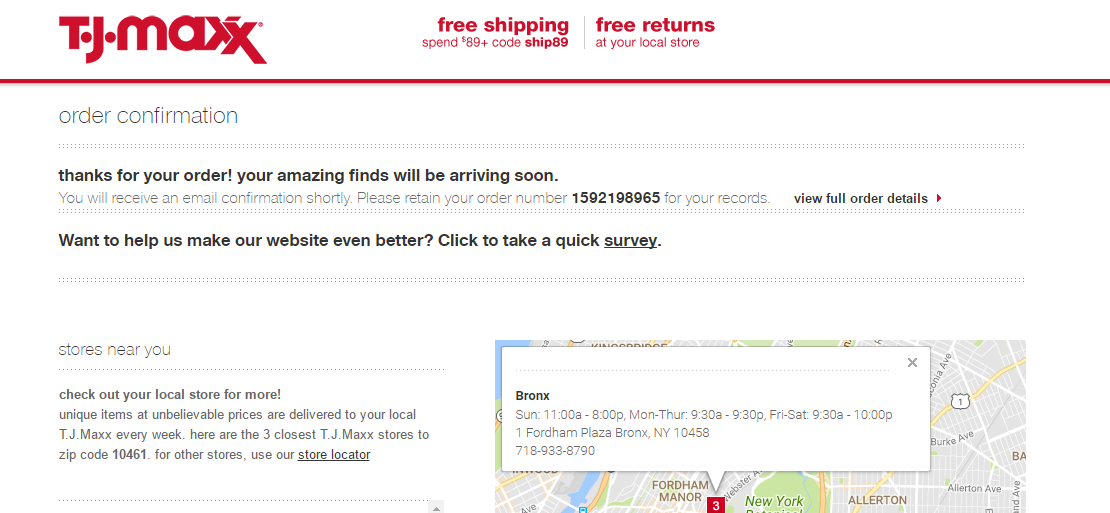 T·J·maxx®
free shipping
spend $89+ code ship89
free returns
at your local store
order confirmation
thanks for your order! your amazing finds will be arriving soon.
You will receive an email confirmation shortly. Please retain your order number 1592198965 for your records. view full order details
Want to help us make our website even better? Click to take a quick survey.
stores near you
check out your local store for more!
unique items at unbelievable prices are delivered to your local
T.J.Maxx every week. here are the 3 closest T.J.Maxx stores to
zip code 10461. for other stores, use our store locator
KINGSBRIDGE
Bronx
Sun: 11:00a - 8:00p, Mon-Thur: 9:30a - 9:30p, Fri-Sat: 9:30a - 10:00p
1 Fordham Plaza Bronx, NY 10458
718-933-8790
1
Burke Ave
BA
INWOOD
FORDHAM
MANOR
Webster Ave
3
New York
Botanical
ALLERTON
Allerton Ave